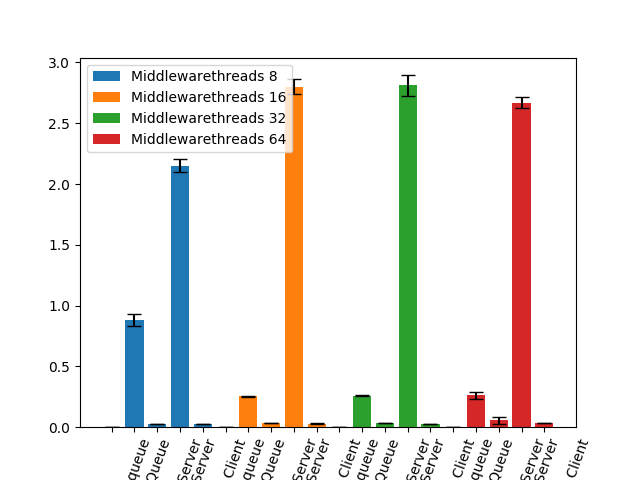 3.0
2.5
2.0
1.5
1.0
0.5
0.0
Middlewarethreads 8
Middlewarethreads 16
Middlewarethreads 32
Middlewarethreads 64
queue
Queue
Server
Server
Client
queue
Queue
Server
Server
Client
queue
Queue
Server
Server
Client
queue
Queue
Server
Server
Client